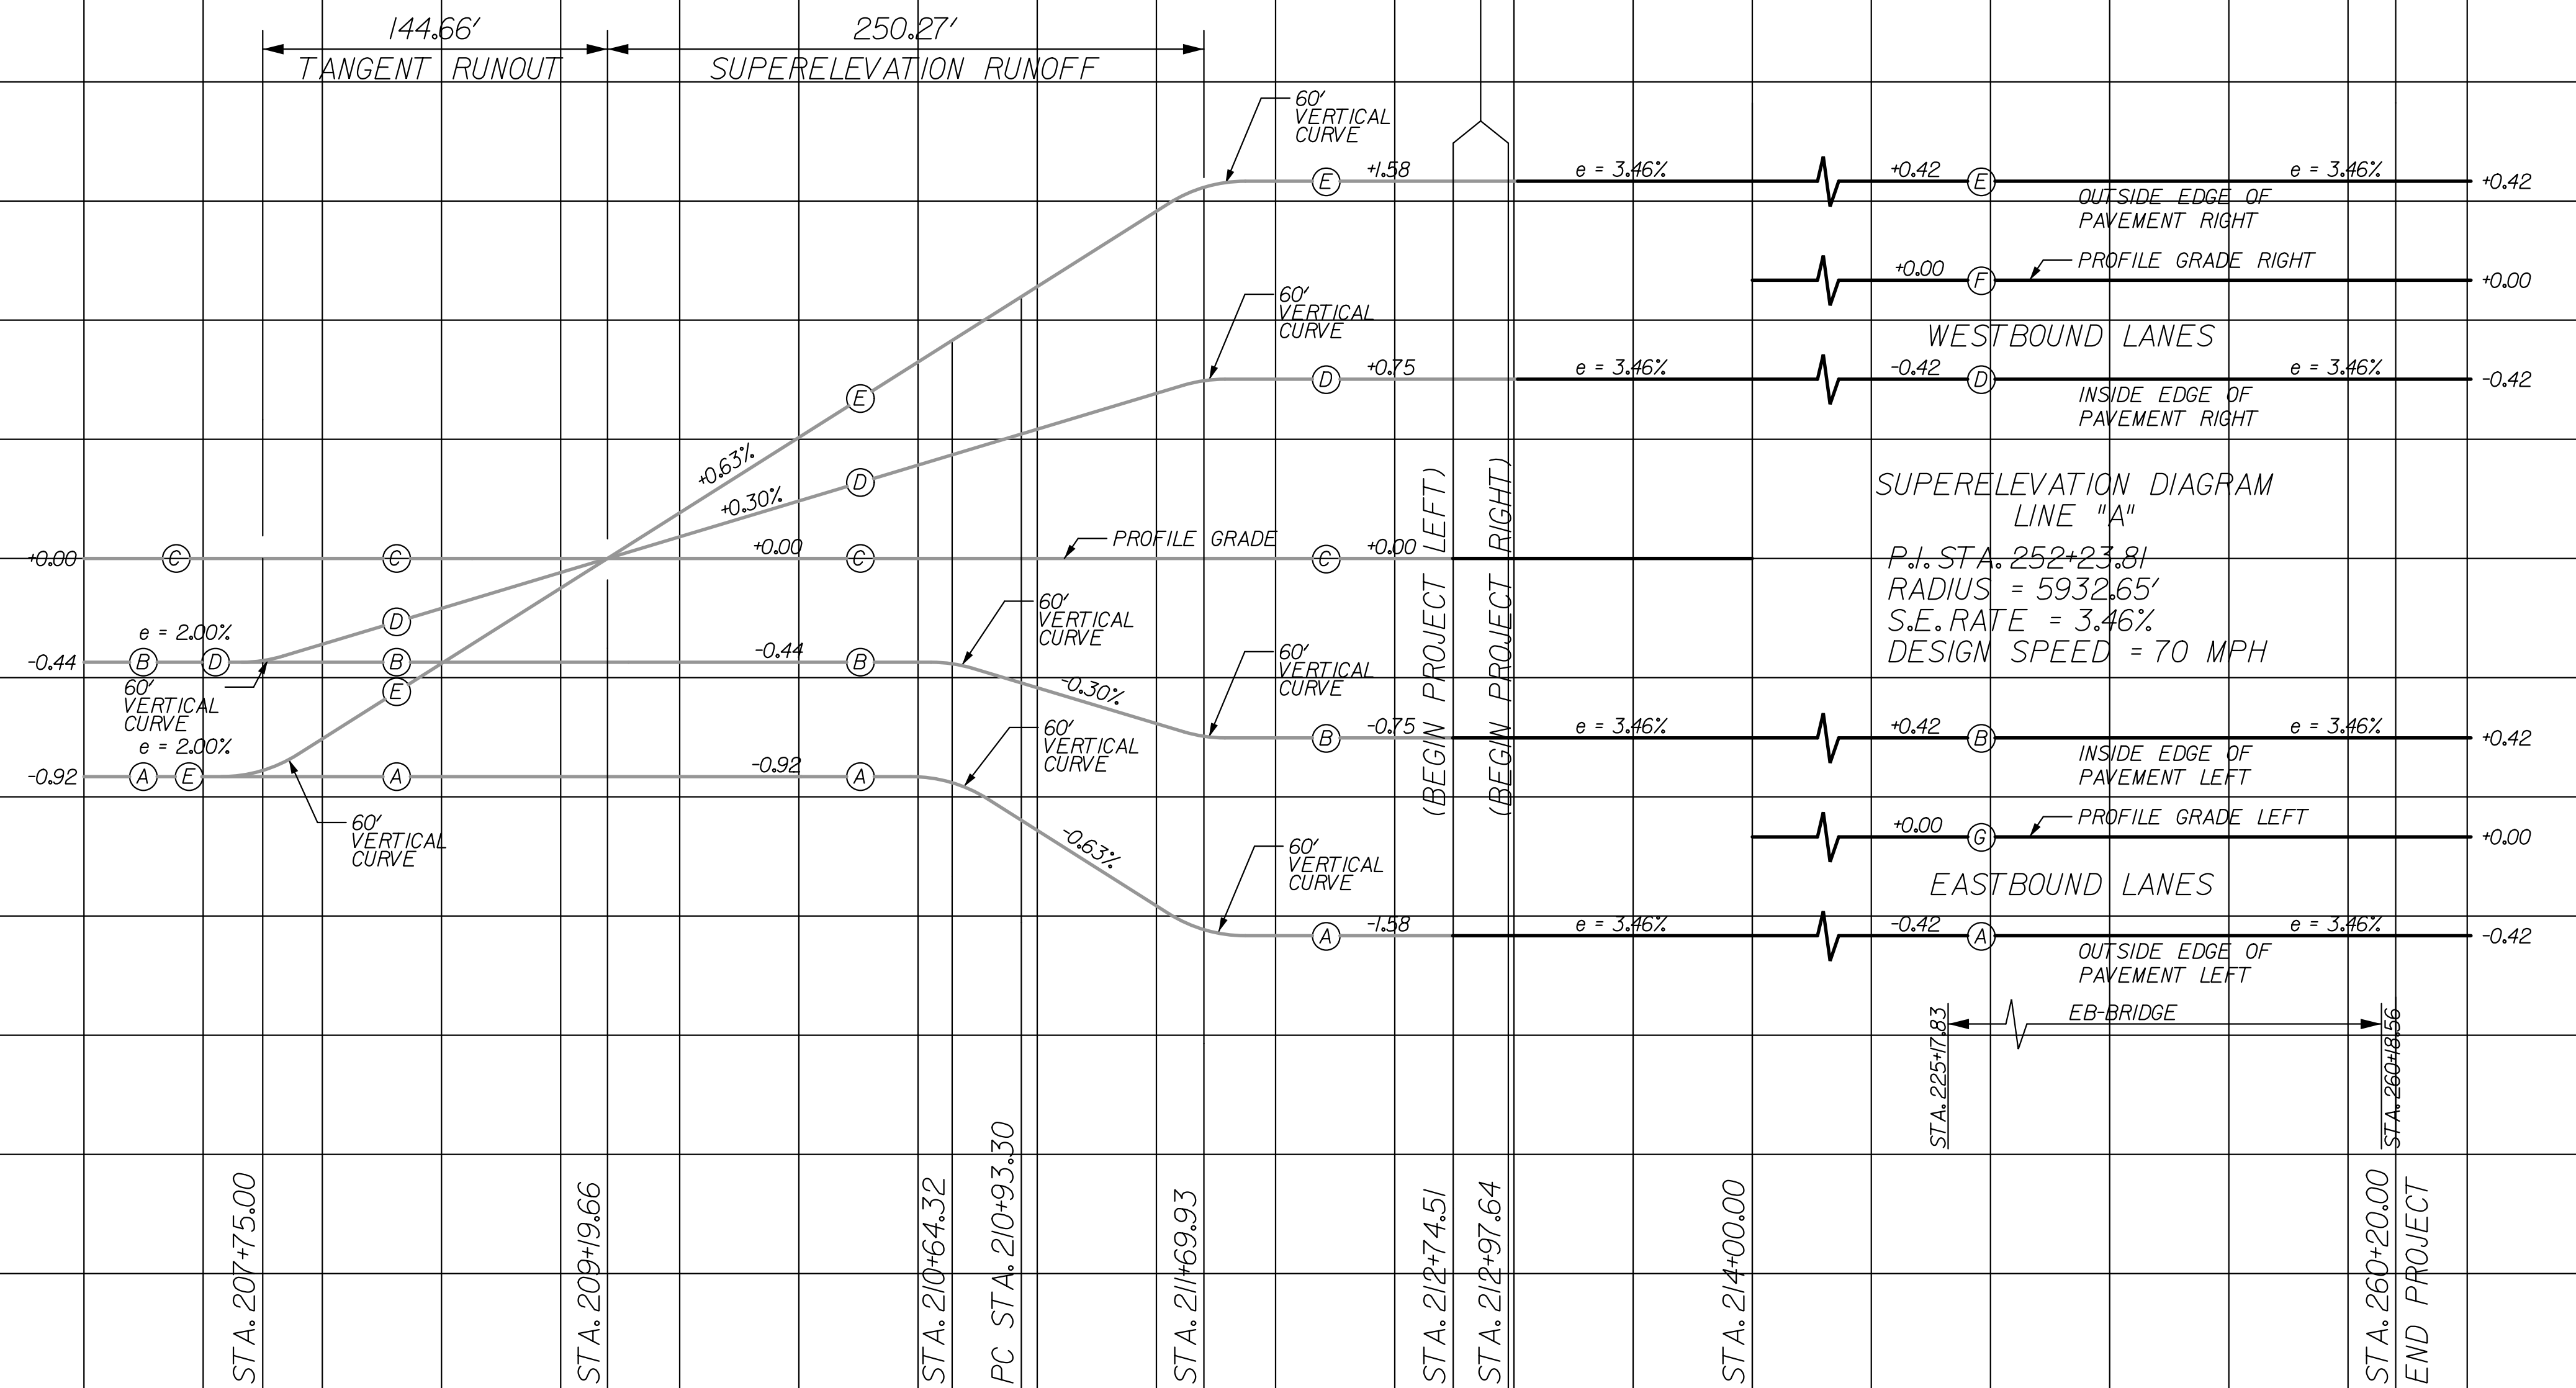 144.66'
TANGENT RUNOUT
250.27'
SUPERELEVATION RUNOFF
60'
VERTICAL
CURVE
E
+1.58
e = 3.46%
+0.42
E
e = 3.46%
+0.42
OUTSIDE EDGE OF
PAVEMENT RIGHT
+0.00
F
PROFILE GRADE RIGHT
+0.00
60'
VERTICAL
CURVE
WESTBOUND LANES
D
+0.75
e = 3.46%
-0.42
D
e = 3.46%
-0.42
INSIDE EDGE OF
PAVEMENT RIGHT
E
+0.63%
D
+0.30%
SUPERELEVATION DIAGRAM
LINE "A"
P.I. STA. 252+23.81
RADIUS = 5932.65'
S.E. RATE = 3.46%
DESIGN SPEED = 70 MPH
+0.00
C
C
+0.00
C
PROFILE GRADE
C
+0.00
(BEGIN PROJECT LEFT)
(BEGIN PROJECT RIGHT)
D
e = 2.00%
-0.44
B
D
B
-0.44
B
60'
VERTICAL
CURVE
60'
VERTICAL
CURVE
E
-0.30%
60'
VERTICAL
CURVE
B
-0.75
e = 3.46%
+0.42
B
e = 3.46%
+0.42
INSIDE EDGE OF
PAVEMENT LEFT
e = 2.00%
-0.92
A
E
A
-0.92
A
60'
VERTICAL
CURVE
60'
VERTICAL
CURVE
-0.63%
60'
VERTICAL
CURVE
+0.00
G
PROFILE GRADE LEFT
+0.00
EASTBOUND LANES
A
-1.58
e = 3.46%
-0.42
A
e = 3.46%
-0.42
OUTSIDE EDGE OF
PAVEMENT LEFT
EB-BRIDGE
STA. 225+17.83
STA. 260+18.56
STA. 207+75.00
STA. 209+19.66
STA. 210+64.32
PC STA. 210+93.30
STA. 211+69.93
STA. 212+74.51
STA. 212+97.64
STA. 214+00.00
STA. 260+20.00
END PROJECT